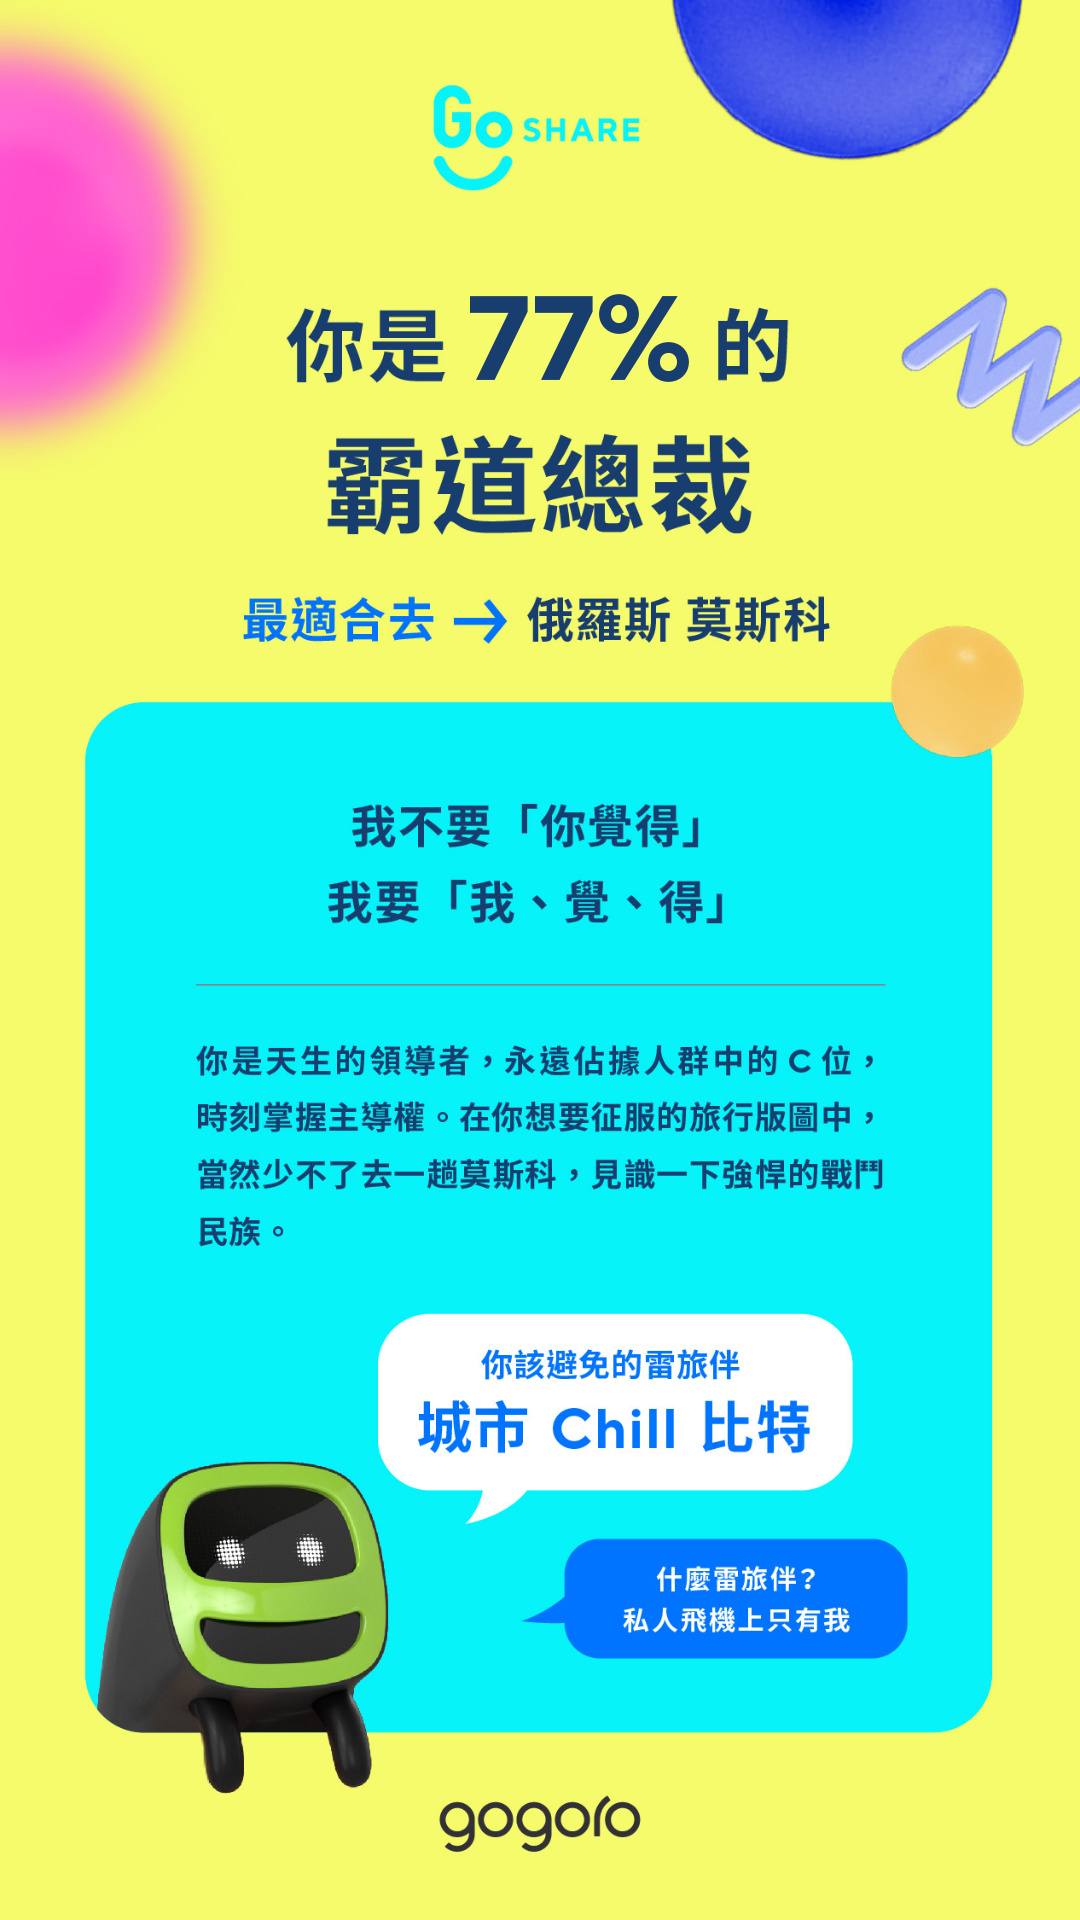 Go SHARE
你是 77% 的
霸道總裁
最適合去 → 俄羅斯 莫斯科
我不要「你覺得」
我要「我、覺、得」
你是天生的領導者，永遠佔據人群中的 C 位，
時刻掌握主導權。在你想要征服的旅行版圖中，
當然少不了去一趟莫斯科，見識一下強悍的戰鬥
民族。
你該避免的雷旅伴
城市 Chill 比特
什麼雷旅伴?
私人飛機上只有我
gogoro